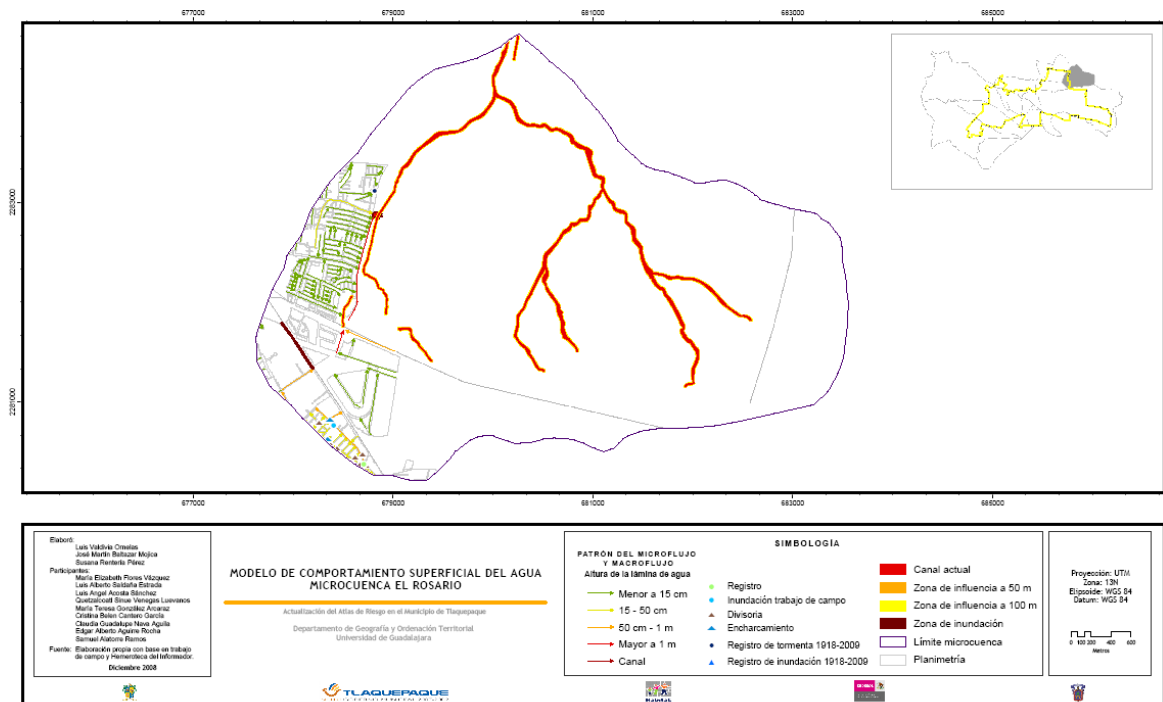 677000 679000 681000 683000 685000
2283000
2281000
677000 679000 681000 683000 685000
Elaboró:
Luis Valdivia Ornelas
José Martín Baltazar Mojica
Susana Rentería Pérez
Participantes:
María Elizabeth Flores Vázquez
Luis Alberto Saldaña Estrada
Luis Angel Acosta Sánchez
Quetzalcoatl Sinue Venegas Luevanos
María Teresa González Arcaraz
Cristina Belen Cantero García
Claudia Guadalupe Nava Aguila
Edgar Alberto Aguirre Rocha
Samuel Alatorre Ramos
Fuente: Elaboración propia con base en trabajo
de campo y Hemeroteca del Informador.
Diciembre 2008
MODELO DE COMPORTAMIENTO SUPERFICIAL DEL AGUA
MICROCUENCA EL ROSARIO
Actualización del Atlas de Riesgo en el Municipio de Tlaquepaque
Departamento de Geografía y Ordenación Territorial
Universidad de Guadalajara
SIMBOLOGÍA
PATRÓN DEL MICROFLUJO
Y MACROFLUJO
Altura de la lámina de agua
Menor a 15 cm
15 - 50 cm
50 cm - 1 m
Mayor a 1 m
Canal
Registro
Inundación trabajo de campo
Divisoria
Encharcamiento
Registro de tormenta 1918-2009
Registro de inundación 1918-2009
Canal actual
Zona de influencia a 50 m
Zona de influencia a 100 m
Zona de inundación
Límite microcuenca
Planimetría
Proyección: UTM
Zona: 13N
Elipsoide: WGS 84
Datum: WGS 84
0 100 200 400 600
Metros
TLAQUEPAQUE